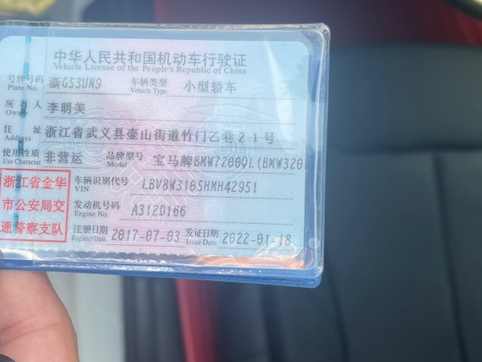 中华人民共和国机动车行驶证
Vehicle License of the People's Republic of China
号牌号码 浙G53UN9 车辆类型 小型轿车
Plate No. Vehicle Type
所有人 李明美
Owner
住址 浙江省武义县壶山街道竹门乙巷21号
Address
使用性质 非营运 品牌型号 宝马牌BMW7200QL(BMW320
Use Character Model
车辆识别代号 LBV8W3105HMH42951
VIN
发动机号码 A312D166
Engine No.
注册日期 2017-07-03 发证日期 2022-01-18
Register Date Issue Date
浙江省金华
市公安局交
通警察支队